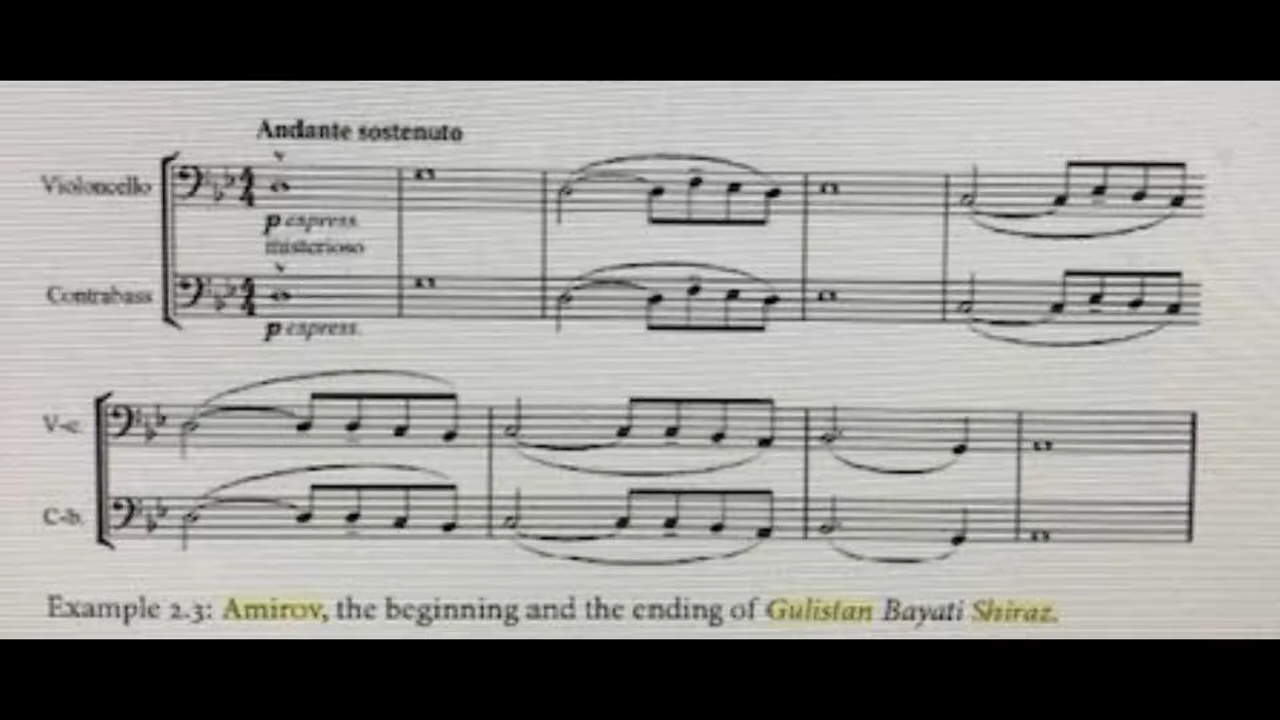 Andante sostenuto
Violoncello
p espress.
misterioso
Contrabass
p espress.
V-c.
C-b.
Example 2.3: Amirov, the beginning and the ending of Gulistan Bayati Shiraz.